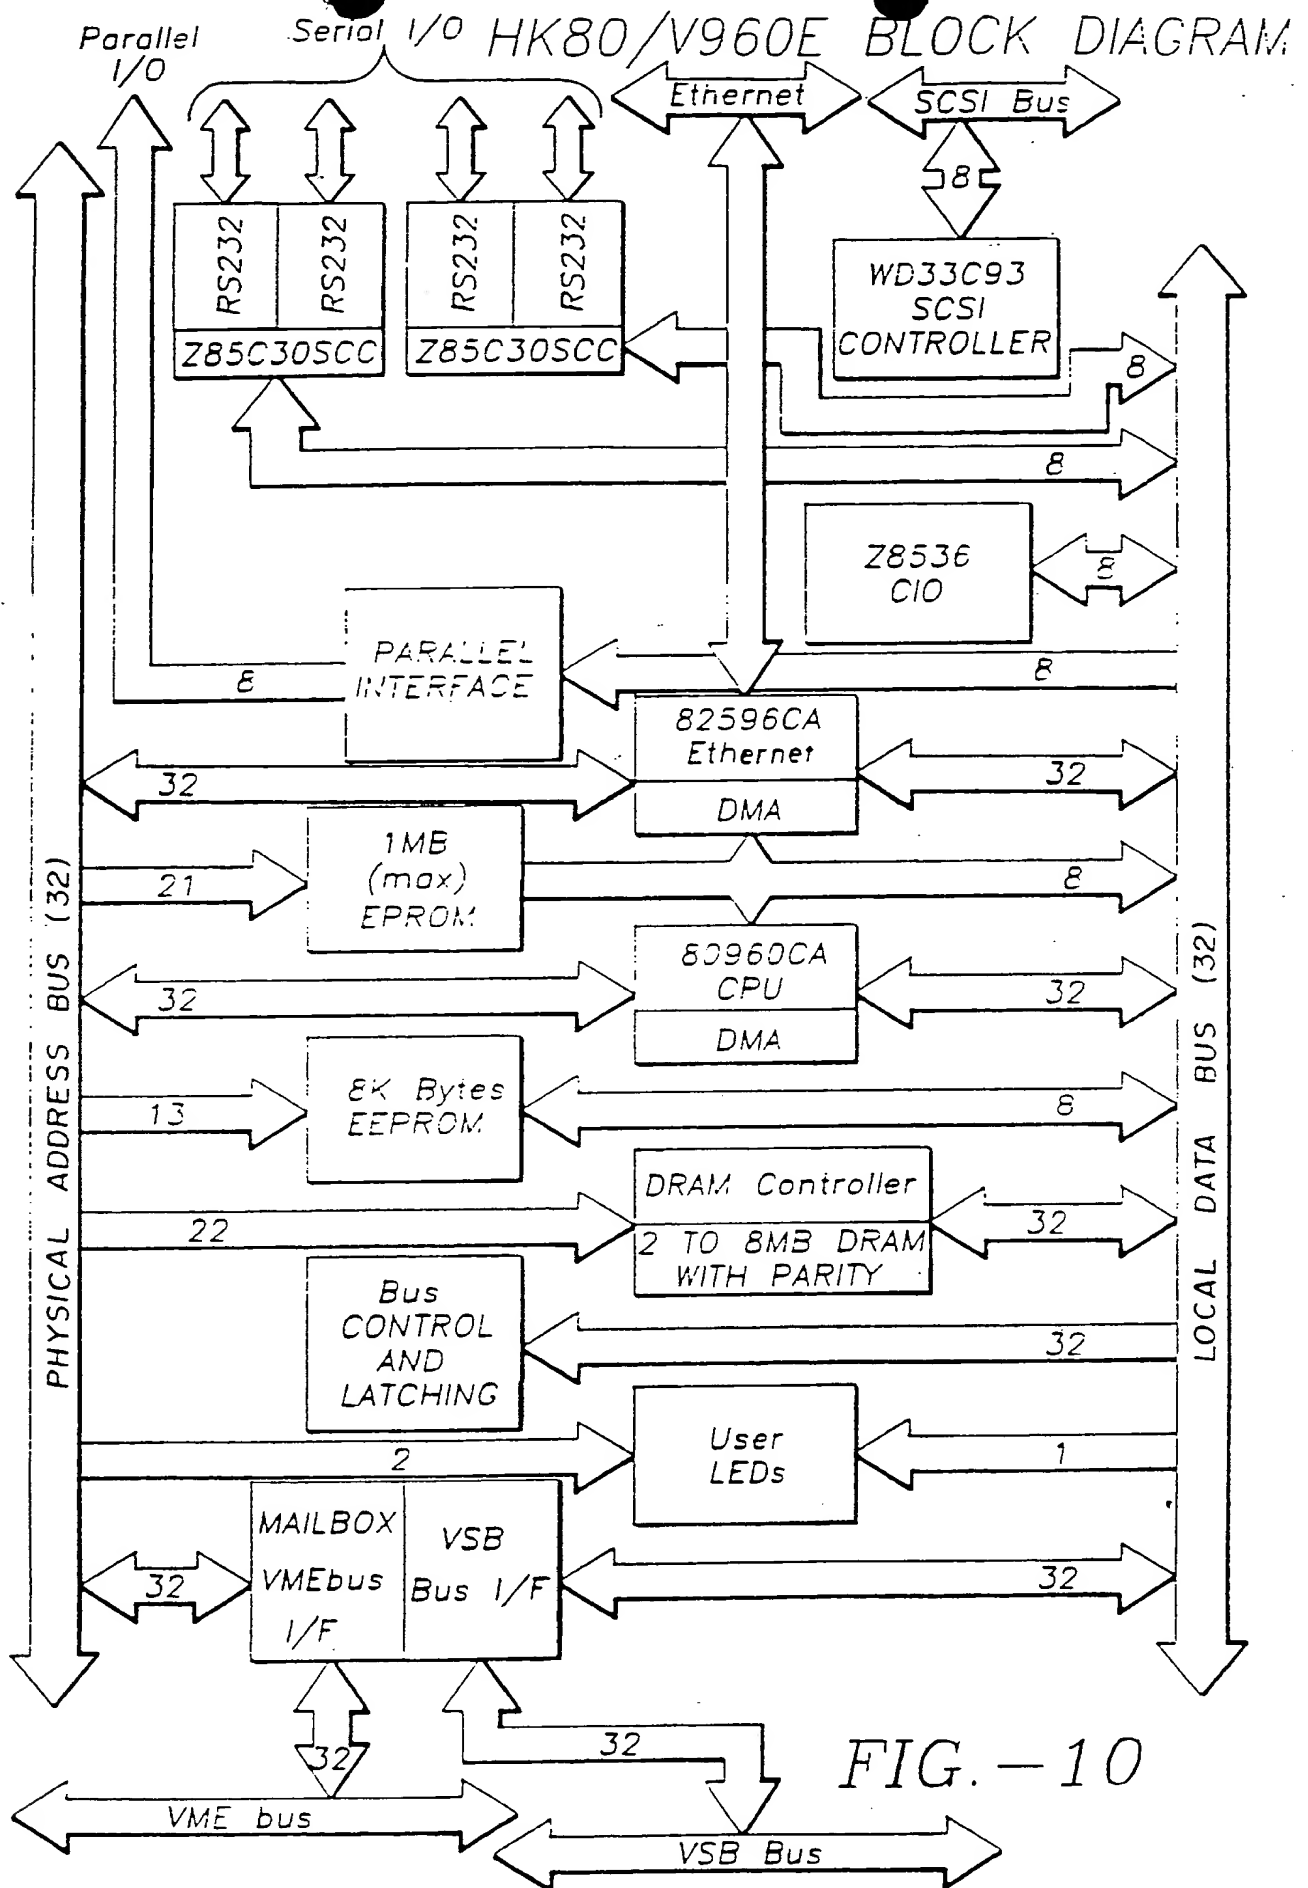 HK80/V960E BLOCK DIAGRAM
Parallel
I/O
Serial I/O
Ethernet
SCSI Bus
8
RS232
RS232
RS232
RS232
Z85C30SCC
Z85C30SCC
WD33C93
SCSI
CONTROLLER
8
8
Z8536
CIO
8
PARALLEL
INTERFACE
8
8
82596CA
Ethernet
DMA
32
32
1MB
(max)
EPROM
21
8
80960CA
CPU
DMA
32
32
8K Bytes
EEPROM
13
8
DRAM Controller
2 TO 8MB DRAM
WITH PARITY
22
32
Bus
CONTROL
AND
LATCHING
32
User
LEDs
2
1
MAILBOX
VMEbus
I/F
VSB
Bus I/F
32
32
32
32
VME bus
VSB Bus
PHYSICAL ADDRESS BUS (32)
LOCAL DATA BUS (32)
FIG.-10